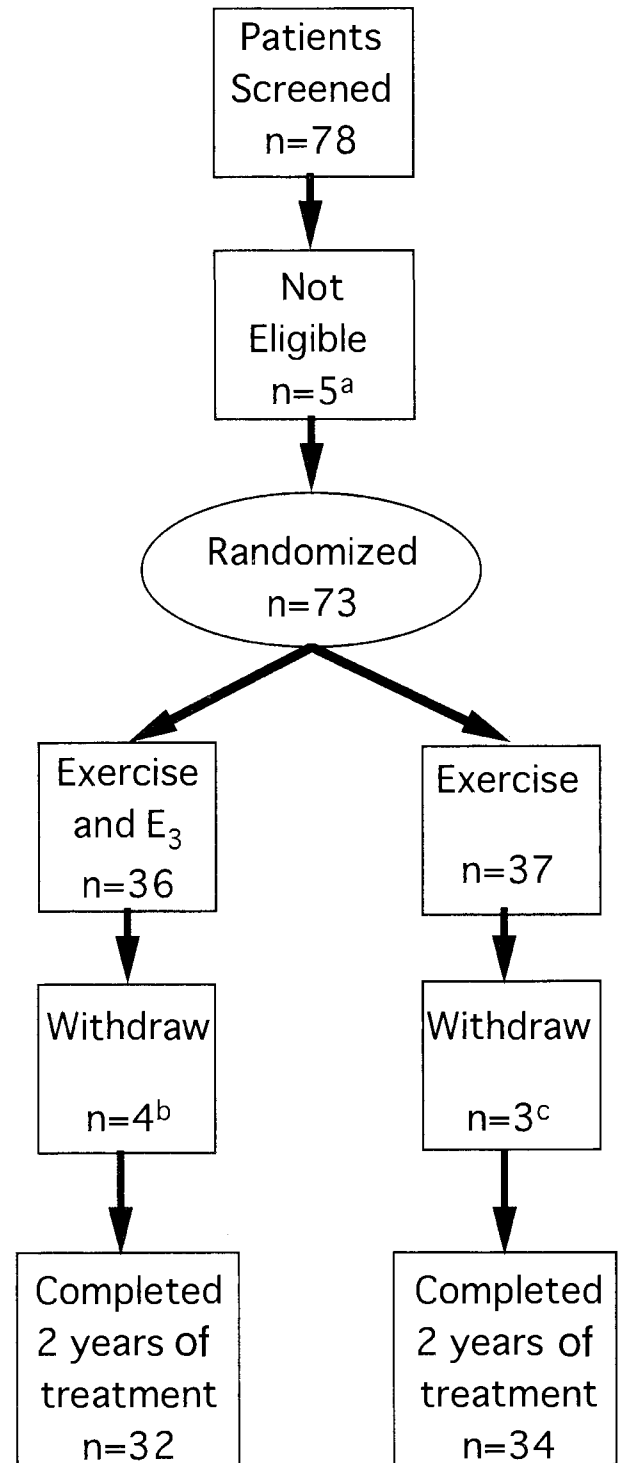 Patients
Screened
n=78
Not
Eligible
n=5ᵃ
Randomized
n=73
Exercise
and E₃
n=36
Exercise
n=37
Withdraw
n=4ᵇ
Withdraw
n=3ᶜ
Completed
2 years of
treatment
n=32
Completed
2 years of
treatment
n=34